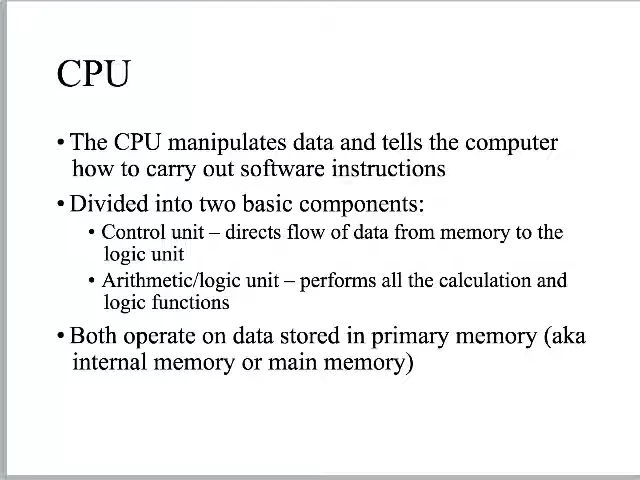 CPU
• The CPU manipulates data and tells the computer
how to carry out software instructions
• Divided into two basic components:
• Control unit – directs flow of data from memory to the
logic unit
• Arithmetic/logic unit – performs all the calculation and
logic functions
• Both operate on data stored in primary memory (aka
internal memory or main memory)